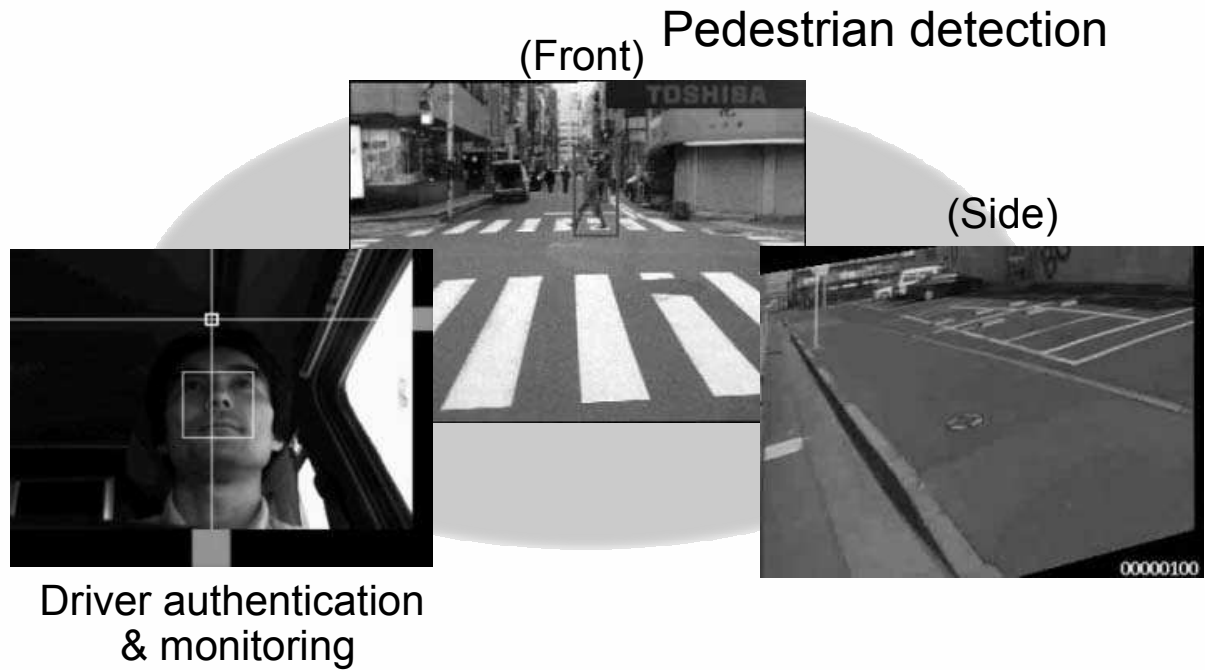 Pedestrian detection
(Front)
TOSHIBA
(Side)
00000100
Driver authentication
& monitoring